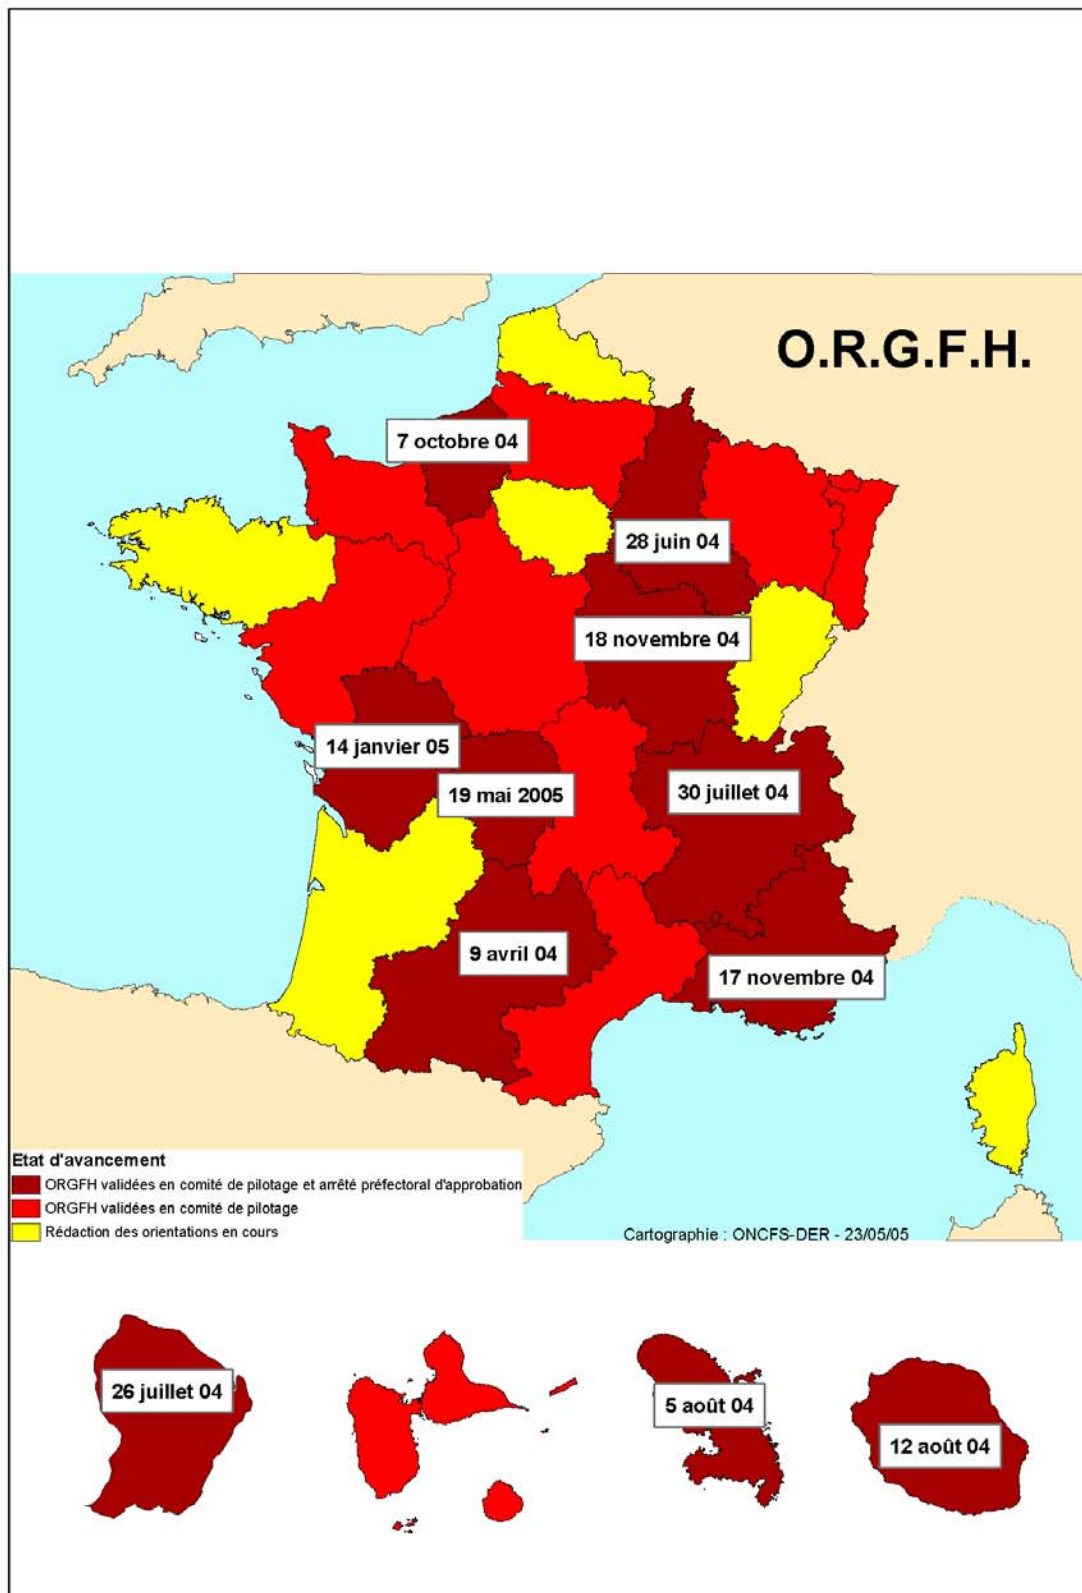 O.R.G.F.H.
7 octobre 04
28 juin 04
18 novembre 04
14 janvier 05
19 mai 2005
30 juillet 04
9 avril 04
17 novembre 04
Etat d'avancement
ORGFH validées en comité de pilotage et arrêté préfectoral d'approbation
ORGFH validées en comité de pilotage
Rédaction des orientations en cours
Cartographie : ONCFS-DER - 23/05/05
26 juillet 04
5 août 04
12 août 04